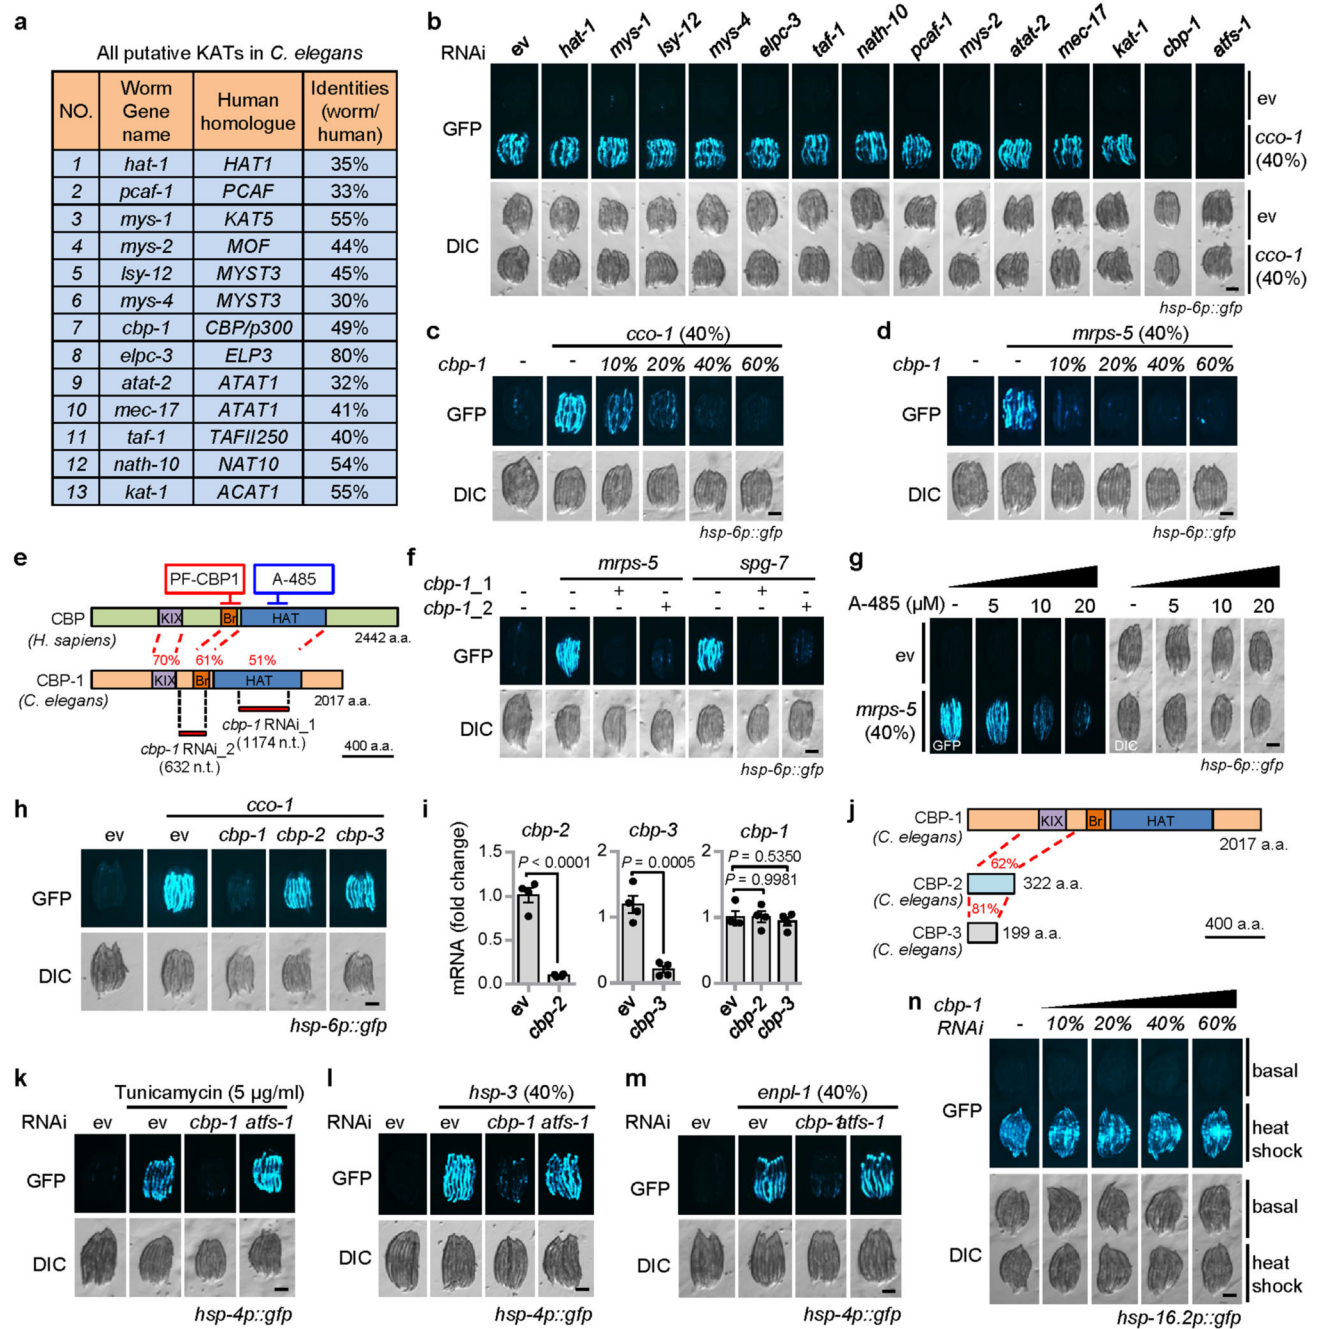 a
All putative KATs in C. elegans
NO. Worm Gene name Human homologue Identities (worm/ human)
1 hat-1 HAT1 35%
2 pcaf-1 PCAF 33%
3 mys-1 KAT5 55%
4 mys-2 MOF 44%
5 lsy-12 MYST3 45%
6 mys-4 MYST3 30%
7 cbp-1 CBP/p300 49%
8 elpc-3 ELP3 80%
9 atat-2 ATAT1 32%
10 mec-17 ATAT1 41%
11 taf-1 TAFII250 40%
12 nath-10 NAT10 54%
13 kat-1 ACAT1 55%
b
RNAi ev hat-1 mys-1 lsy-12 mys-4 elpc-3 taf-1 nath-10 pcaf-1 mys-2 atat-2 mec-17 kat-1 cbp-1 atfs-1
GFP
ev
cco-1 (40%)
DIC
ev
cco-1 (40%)
hsp-6p::gfp
c
cco-1 (40%)
cbp-1 - - 10% 20% 40% 60%
GFP
DIC
hsp-6p::gfp
d
mrps-5 (40%)
cbp-1 - - 10% 20% 40% 60%
GFP
DIC
hsp-6p::gfp
e
PF-CBP1 A-485
CBP (H. sapiens) KIX Br HAT 2442 a.a.
70% 61% 51%
CBP-1 (C. elegans) KIX Br HAT 2017 a.a.
cbp-1 RNAi_1 (1174 n.t.)
cbp-1 RNAi_2 (632 n.t.)
400 a.a.
f
mrps-5 spg-7
cbp-1_1 - - + - - + -
cbp-1_2 - - - + - - +
GFP
DIC
hsp-6p::gfp
g
A-485 (µM) - 5 10 20 - 5 10 20
ev
mrps-5 (40%)
GFP DIC
hsp-6p::gfp
h
cco-1
ev ev cbp-1 cbp-2 cbp-3
GFP
DIC
hsp-6p::gfp
i
cbp-2 cbp-3 cbp-1
mRNA (fold change)
1.5 1.0 0.5 0.0
P < 0.0001
ev cbp-2
2 1 0
P = 0.0005
ev cbp-3
2 1 0
P = 0.5350
P = 0.9981
ev cbp-2 cbp-3
j
CBP-1 (C. elegans) KIX Br HAT 2017 a.a.
62%
CBP-2 (C. elegans) 322 a.a.
81%
CBP-3 (C. elegans) 199 a.a.
400 a.a.
k
Tunicamycin (5 µg/ml)
RNAi ev ev cbp-1 atfs-1
GFP
DIC
hsp-4p::gfp
l
hsp-3 (40%)
RNAi ev ev cbp-1 atfs-1
GFP
DIC
hsp-4p::gfp
m
enpl-1 (40%)
RNAi ev ev cbp-1 atfs-1
GFP
DIC
hsp-4p::gfp
n
cbp-1 RNAi - 10% 20% 40% 60%
GFP
basal
heat shock
DIC
basal
heat shock
hsp-16.2p::gfp